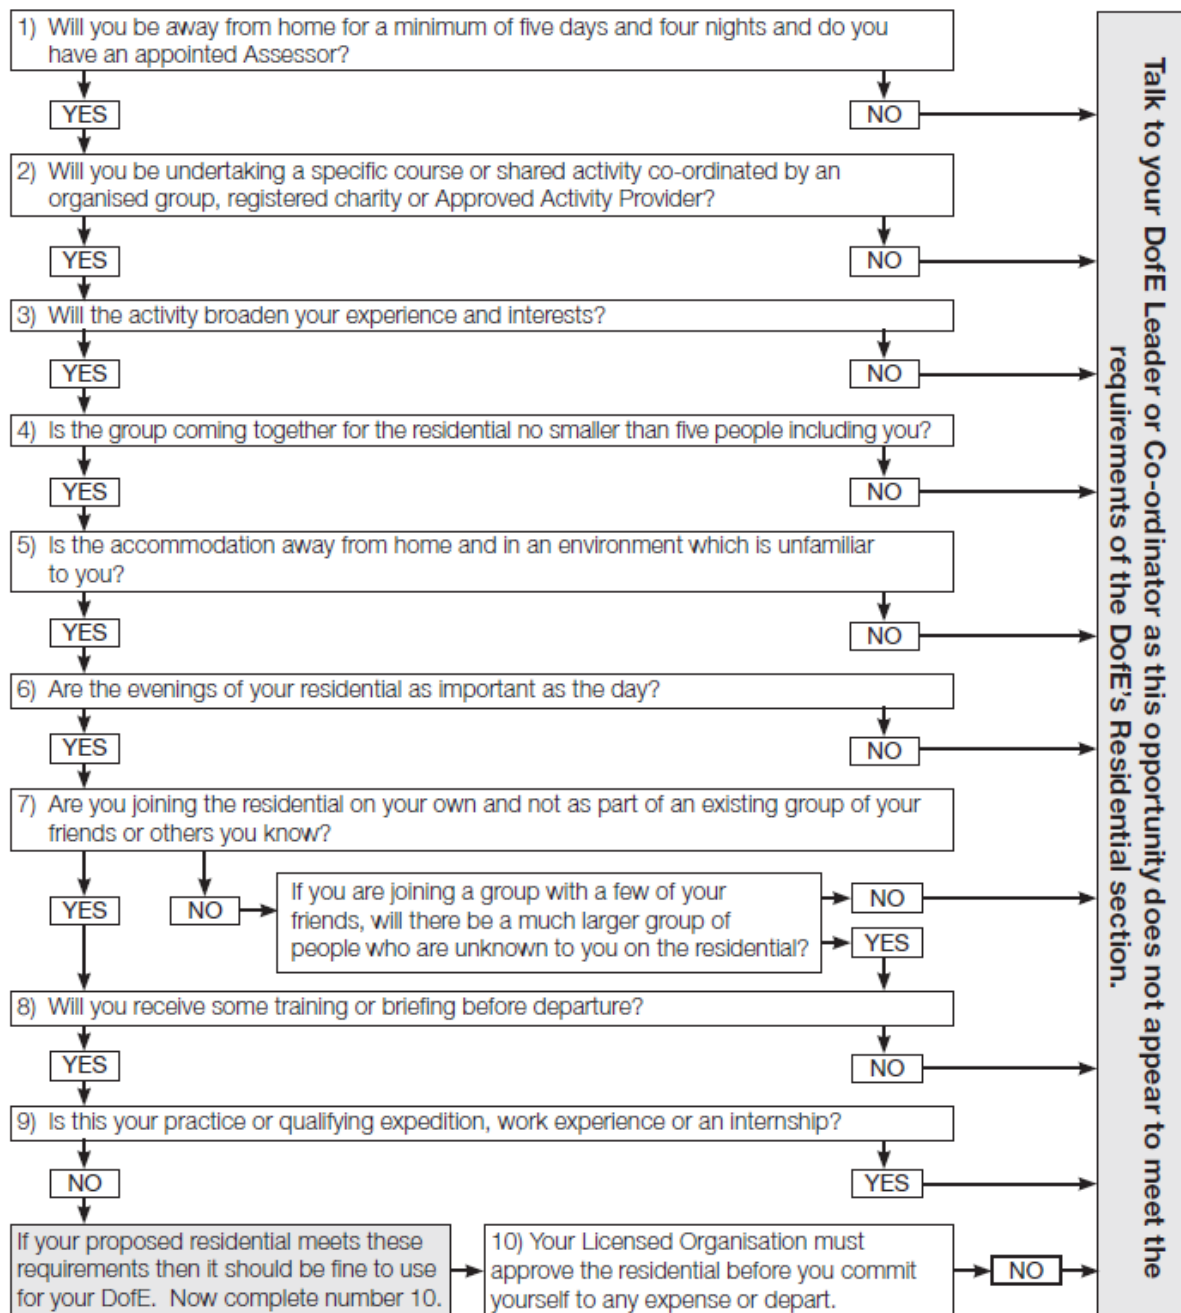 1) Will you be away from home for a minimum of five days and four nights and do you
have an appointed Assessor?
YES
NO
2) Will you be undertaking a specific course or shared activity co-ordinated by an
organised group, registered charity or Approved Activity Provider?
YES
NO
3) Will the activity broaden your experience and interests?
YES
NO
4) Is the group coming together for the residential no smaller than five people including you?
YES
NO
5) Is the accommodation away from home and in an environment which is unfamiliar
to you?
YES
NO
6) Are the evenings of your residential as important as the day?
YES
NO
7) Are you joining the residential on your own and not as part of an existing group of your
friends or others you know?
YES
NO
If you are joining a group with a few of your
friends, will there be a much larger group of
people who are unknown to you on the residential?
NO
YES
8) Will you receive some training or briefing before departure?
YES
NO
9) Is this your practice or qualifying expedition, work experience or an internship?
NO
YES
If your proposed residential meets these
requirements then it should be fine to use
for your DofE. Now complete number 10.
10) Your Licensed Organisation must
approve the residential before you commit
yourself to any expense or depart.
NO
Talk to your DofE Leader or Co-ordinator as this opportunity does not appear to meet the
requirements of the DofE's Residential section.